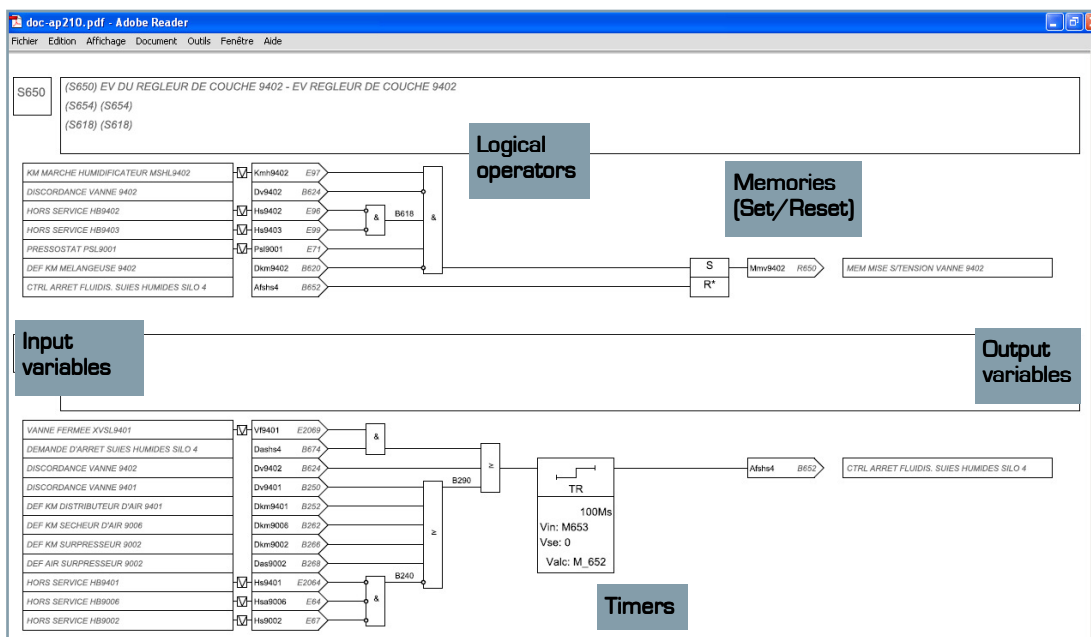 doc-ap210.pdf - Adobe Reader
Fichier Edition Affichage Document Outils Fenêtre Aide
S650
(S650) EV DU REGLEUR DE COUCHE 9402 - EV REGLEUR DE COUCHE 9402
(S654) (S654)
(S618) (S618)
Logical
operators
Memories
(Set/Reset)
KM MARCHE HUMIDIFICATEUR MSHL9402 Kmh9402 E97
DISCORDANCE VANNE 9402 Dv9402 B624
HORS SERVICE HB9402 Hs9402 E96
& B618 &
HORS SERVICE HB9403 Hs9403 E99
PRESSOSTAT PSL9001 Psl9001 E71
DEF KM MELANGEUSE 9402 Dkm9402 B620
S Mmv9402 R650 MEM MISE S/TENSION VANNE 9402
CTRL ARRET FLUIDIS. SUIES HUMIDES SILO 4 Afshs4 B652
R*
Input
variables
Output
variables
VANNE FERMEE XVSL9401 Vf9401 E2069
&
DEMANDE D'ARRET SUIES HUMIDES SILO 4 Dashs4 B674
DISCORDANCE VANNE 9402 Dv9402 B624
≥
Afshs4 B652 CTRL ARRET FLUIDIS. SUIES HUMIDES SILO 4
DISCORDANCE VANNE 9401 Dv9401 B250
B290
TR
DEF KM DISTRIBUTEUR D'AIR 9401 Dkm9401 B252
100Ms
DEF KM SECHEUR D'AIR 9006 Dkm9006 B262
≥
Vin: M653
DEF KM SURPRESSEUR 9002 Dkm9002 B266
Vse: 0
DEF AIR SURPRESSEUR 9002 Das9002 B268
Valc: M_652
HORS SERVICE HB9401 Hs9401 E2064
B240
HORS SERVICE HB9006 Hsa9006 E64
&
HORS SERVICE HB9002 Hs9002 E67
Timers